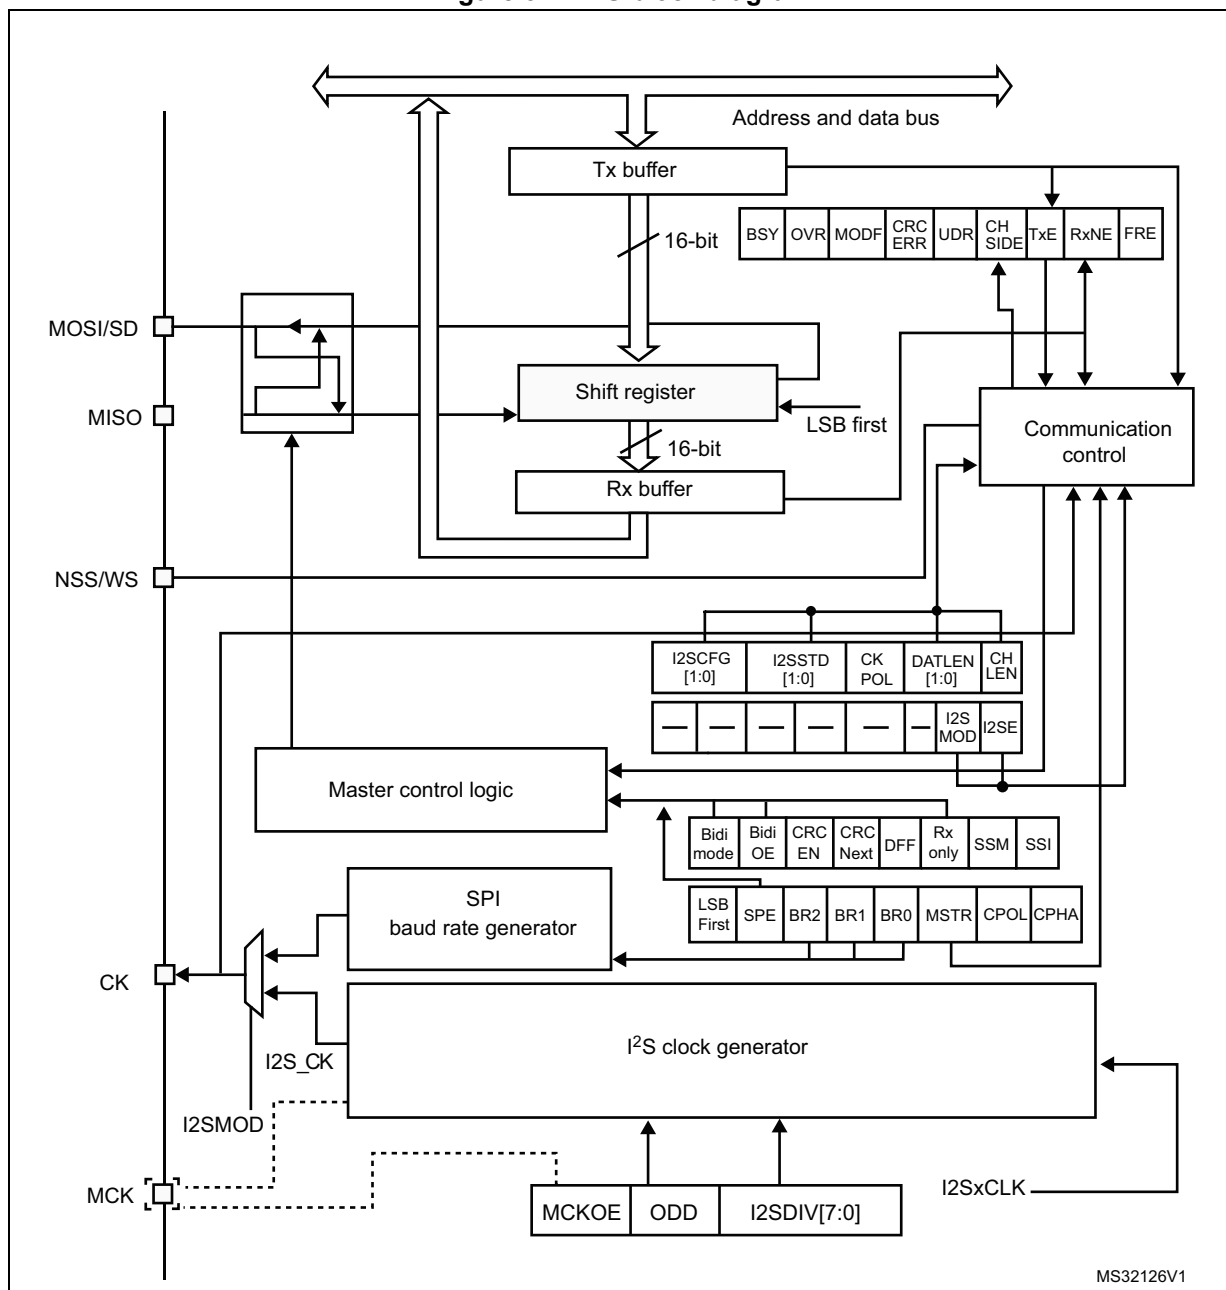 Address and data bus
Tx buffer
16-bit
BSY OVR MODF CRC ERR UDR CH SIDE TxE RxNE FRE
MOSI/SD
Shift register
MISO
LSB first
Communication
control
16-bit
Rx buffer
NSS/WS
I2SCFG [1:0] I2SSTD [1:0] CK POL DATLEN [1:0] CH LEN
— — — — — — I2S MOD I2SE
Master control logic
Bidi mode Bidi OE CRC EN CRC Next DFF Rx only SSM SSI
SPI
baud rate generator
LSB First SPE BR2 BR1 BR0 MSTR CPOL CPHA
CK
I2S clock generator
I2S_CK
I2SMOD
MCK
I2SxCLK
MCKOE ODD I2SDIV[7:0]
MS32126V1